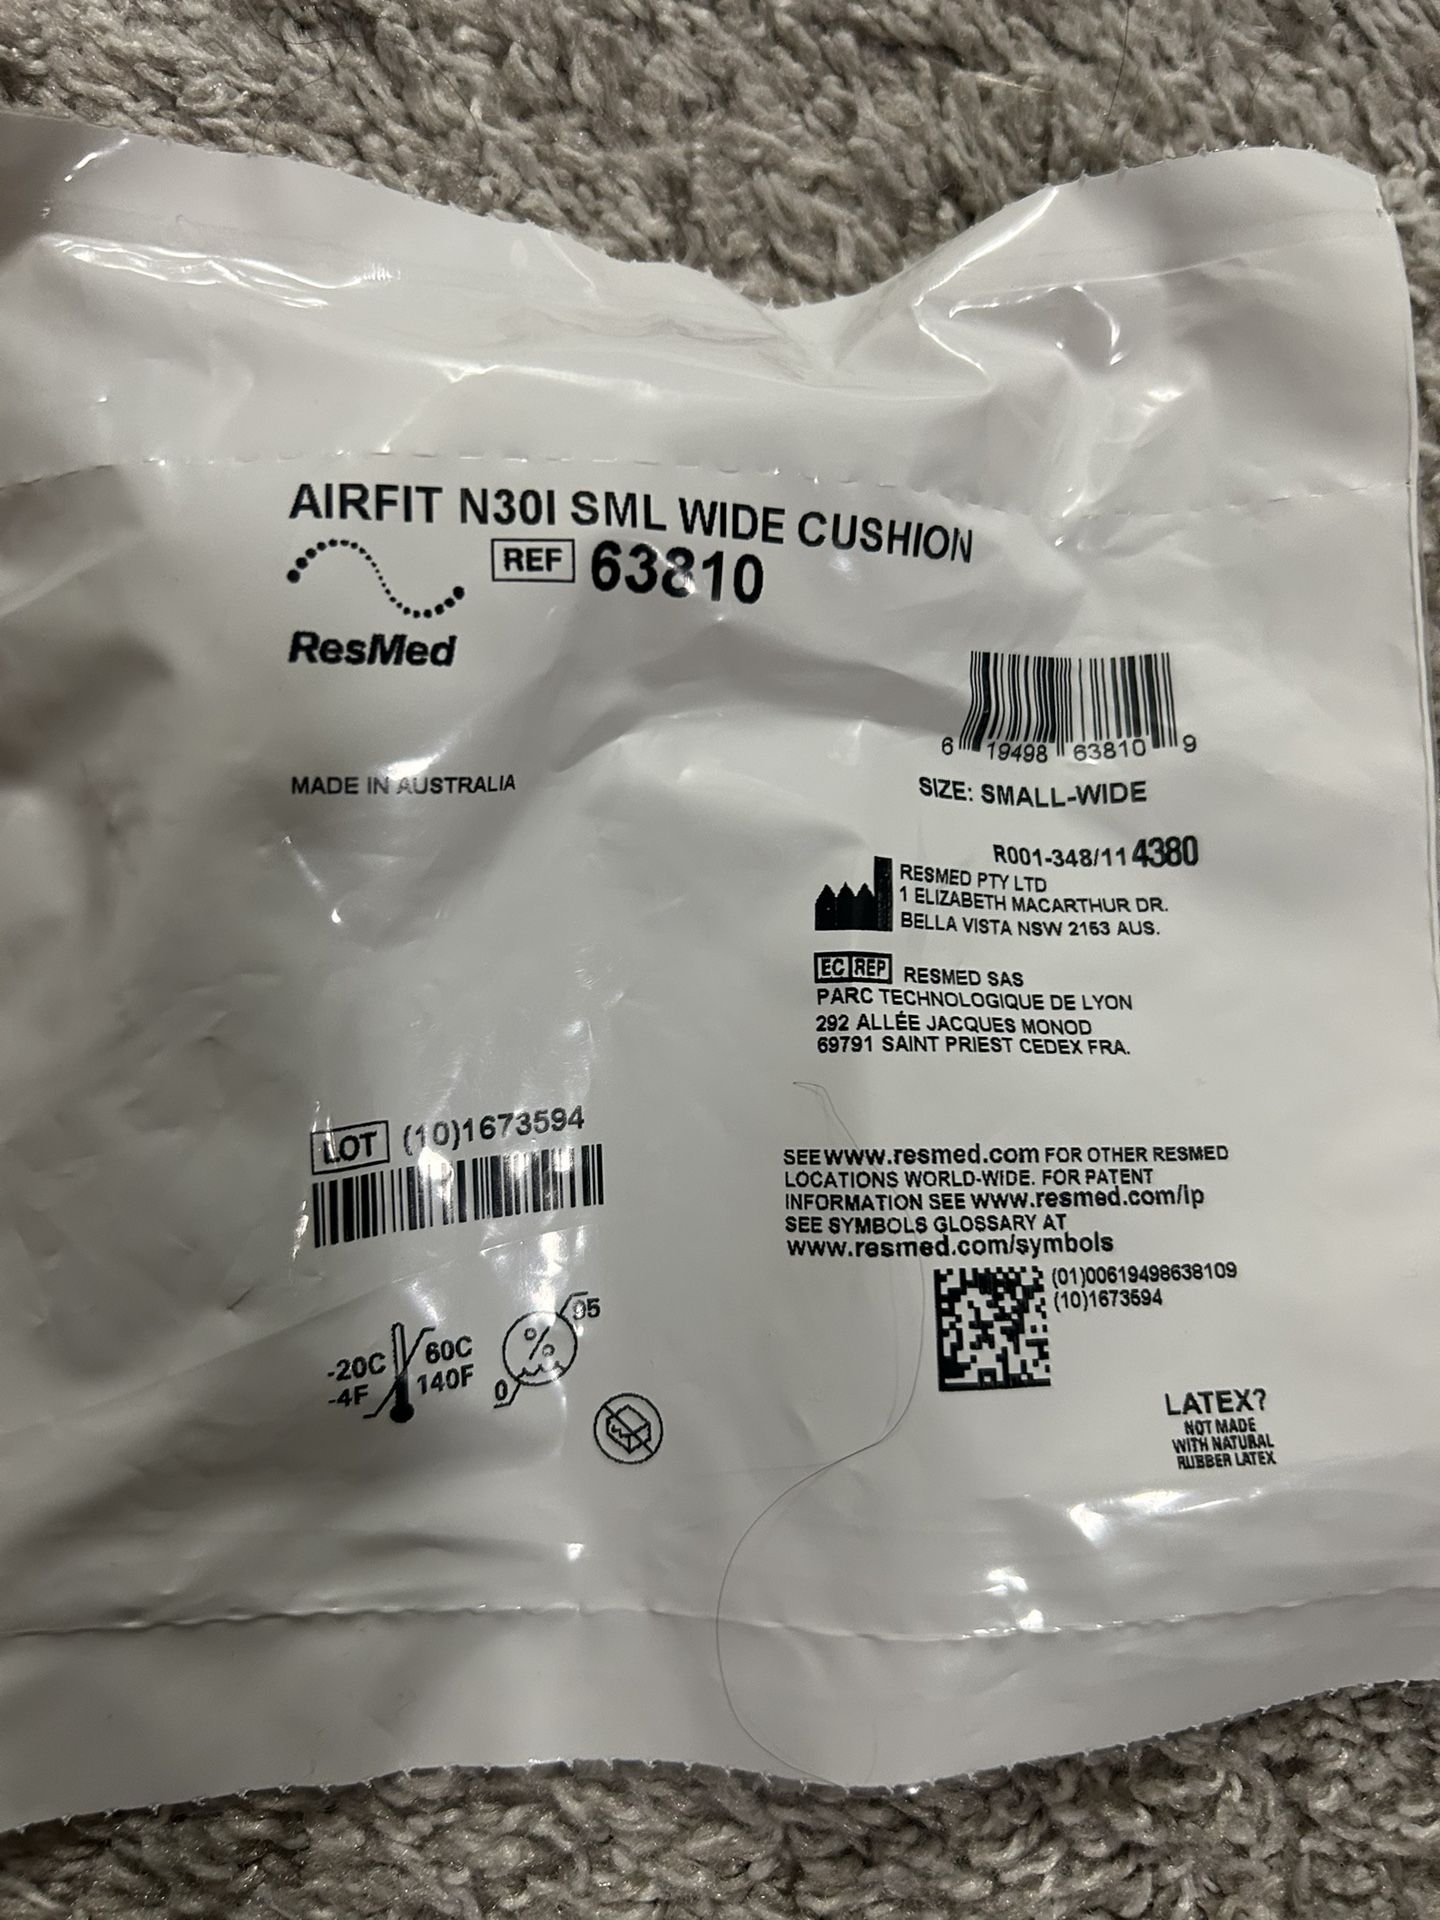 AIRFIT N30I SML WIDE CUSHION
REF 63810
ResMed
MADE IN AUSTRALIA
6 19498 63810 9
SIZE: SMALL-WIDE
R001-348/11 4380
RESMED PTY LTD
1 ELIZABETH MACARTHUR DR.
BELLA VISTA NSW 2153 AUS.
EC REP RESMED SAS
PARC TECHNOLOGIQUE DE LYON
292 ALLÉE JACQUES MONOD
69791 SAINT PRIEST CEDEX FRA.
LOT (10)1673594
SEE www.resmed.com FOR OTHER RESMED
LOCATIONS WORLD-WIDE. FOR PATENT
INFORMATION SEE www.resmed.com/ip
SEE SYMBOLS GLOSSARY AT
www.resmed.com/symbols
(01)00619498638109
(10)1673594
-20C 60C
-4F 140F
% 95
0
LATEX?
NOT MADE
WITH NATURAL
RUBBER LATEX